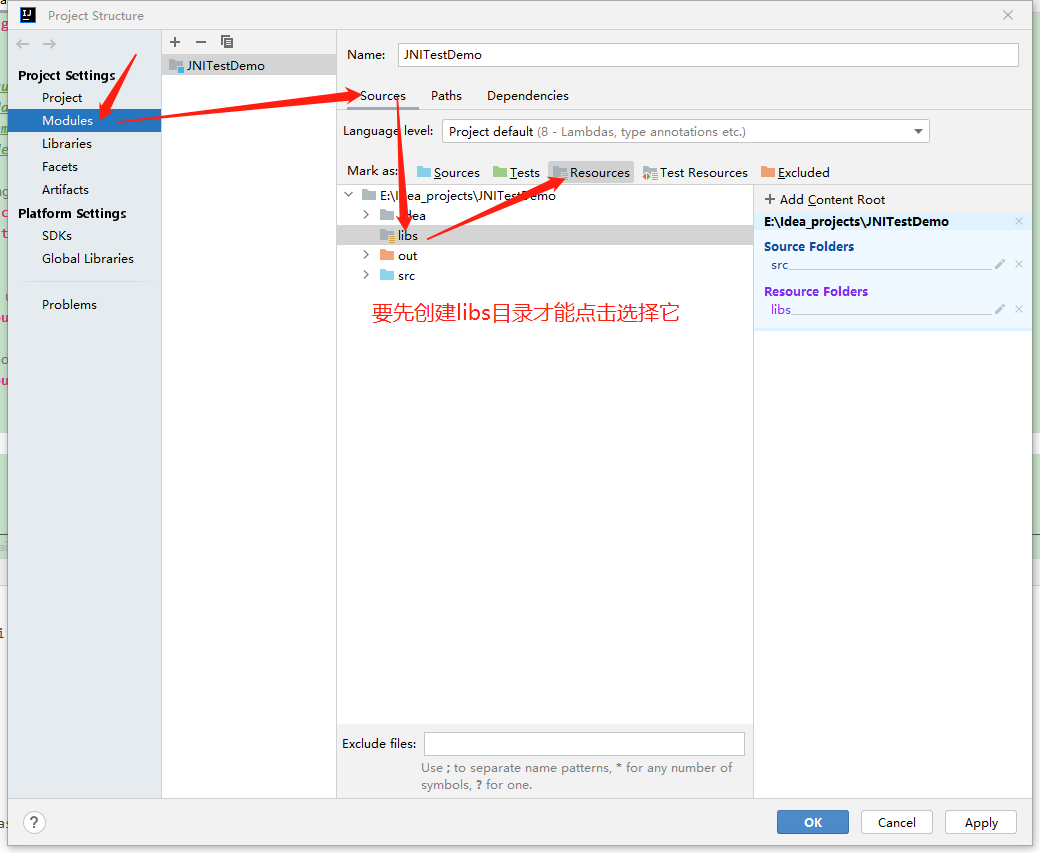 Project Structure
Project Settings
Project
Modules
Libraries
Facets
Artifacts
Platform Settings
SDKs
Global Libraries
Problems
JNITestDemo
Name: JNITestDemo
Sources Paths Dependencies
Language level: Project default (8 - Lambdas, type annotations etc.)
Mark as: Sources Tests Resources Test Resources Excluded
E:\Idea_projects\JNITestDemo
.idea
libs
out
src
要先创建libs目录才能点击选择它
+ Add Content Root
E:\Idea_projects\JNITestDemo
Source Folders
src
Resource Folders
libs
Exclude files:
Use ; to separate name patterns, * for any number of
symbols, ? for one.
?
OK Cancel Apply